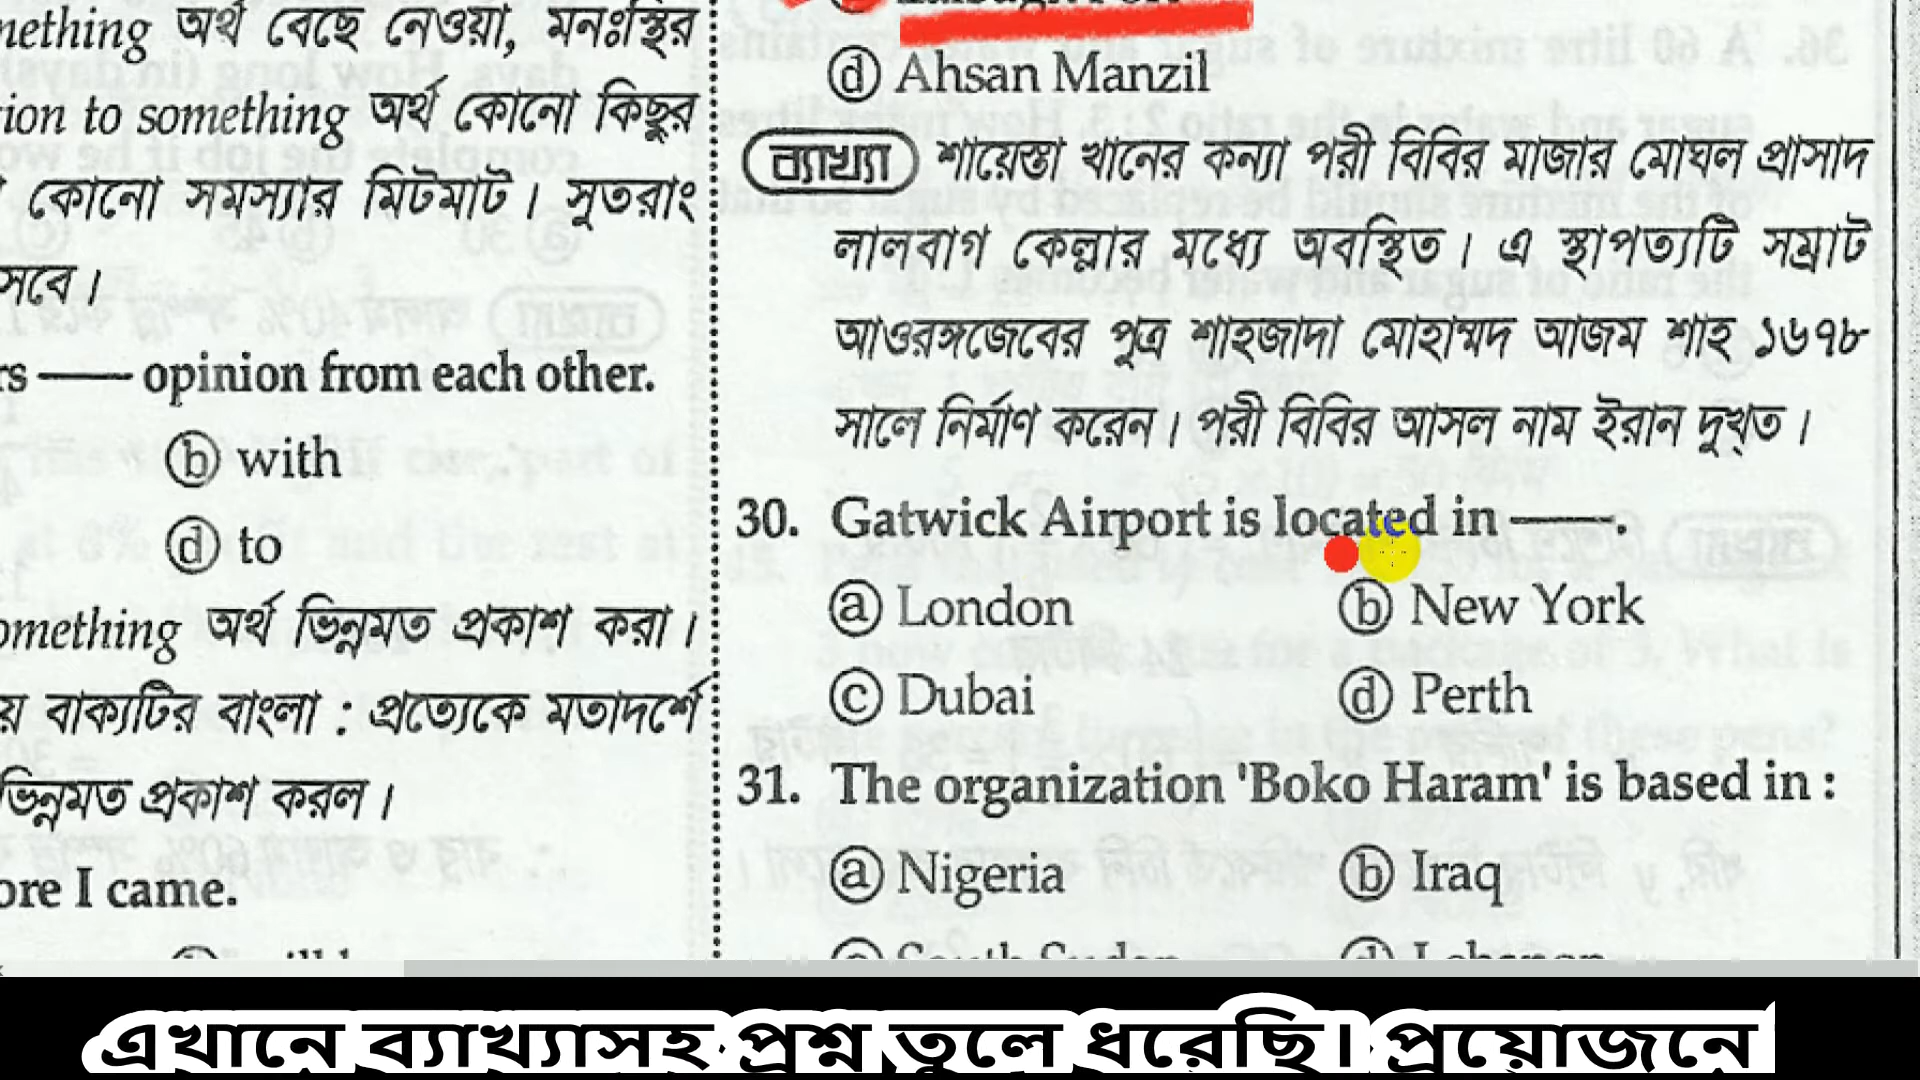 nething অর্থ বেছে নেওয়া, মনঃস্থির
ion to something অর্থ কোনো কিছুর
কোনো সমস্যার মিটমাট। সুতরাং
সবে।
rs —— opinion from each other.
ⓑ with
ⓓ to
omething অর্থ ভিন্নমত প্রকাশ করা।
য় বাক্যটির বাংলা : প্রত্যেকে মতাদর্শে
ভিন্নমত প্রকাশ করল।
ore I came.
ⓓ Ahsan Manzil
ব্যাখ্যা শায়েস্তা খানের কন্যা পরী বিবির মাজার মোঘল প্রাসাদ
লালবাগ কেল্লার মধ্যে অবস্থিত। এ স্থাপত্যটি সম্রাট
আওরঙ্গজেবের পুত্র শাহজাদা মোহাম্মদ আজম শাহ ১৬৭৮
সালে নির্মাণ করেন। পরী বিবির আসল নাম ইরান দুখ্‌ত।
30. Gatwick Airport is located in ——.
ⓐ London ⓑ New York
ⓒ Dubai ⓓ Perth
31. The organization 'Boko Haram' is based in :
ⓐ Nigeria ⓑ Iraq
ⓒ South Sudan ⓓ Lebanon
এখানে ব্যাখ্যাসহ প্রশ্ন তুলে ধরেছি। প্রয়োজনে